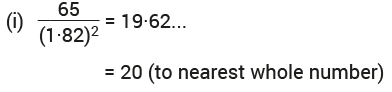 (i) 65/(1·82)² = 19·62...
= 20 (to nearest whole number)